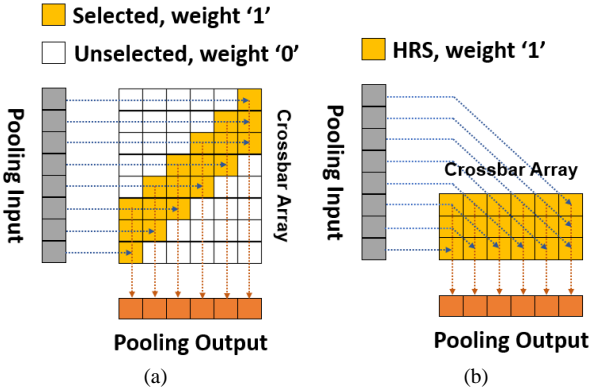 Selected, weight ‘1’
Unselected, weight ‘0’
Pooling Input
Crossbar Array
Pooling Output
(a)
HRS, weight ‘1’
Pooling Input
Crossbar Array
Pooling Output
(b)